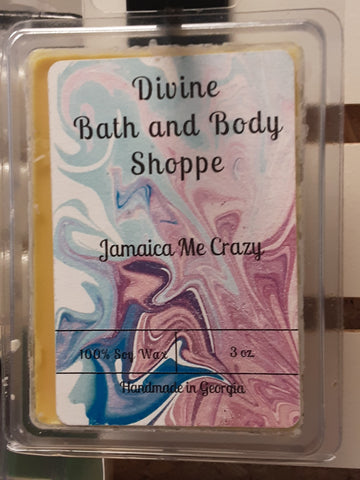 Divine
Bath and Body
Shoppe
Jamaica Me Crazy
100% Soy Wax
3 oz.
Handmade in Georgia